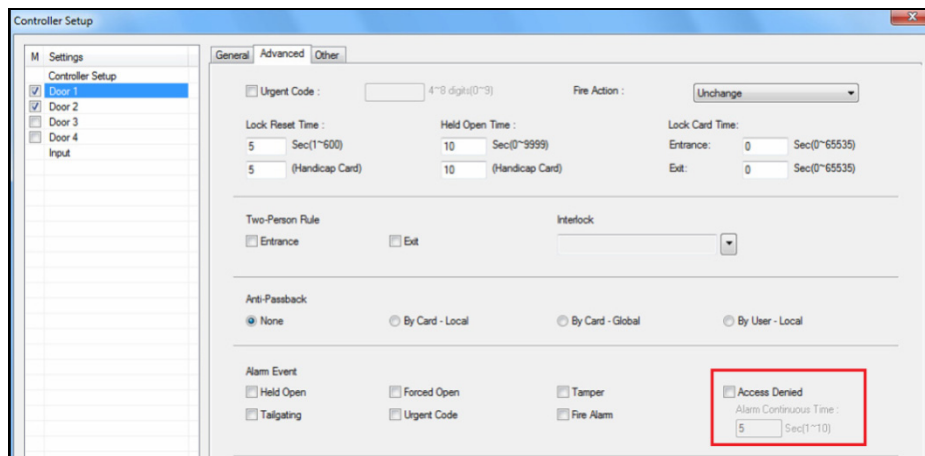 Controller Setup
M Settings
Controller Setup
Door 1
Door 2
Door 3
Door 4
Input
General Advanced Other
Urgent Code : 4~8 digits(0~9) Fire Action : Unchange
Lock Reset Time : Held Open Time : Lock Card Time:
5 Sec(1~600) 10 Sec(0~9999) Entrance: 0 Sec(0~65535)
5 (Handicap Card) 10 (Handicap Card) Exit: 0 Sec(0~65535)
Two-Person Rule Interlock
Entrance Exit
Anti-Passback
None By Card - Local By Card - Global By User - Local
Alarm Event
Held Open Forced Open Tamper Access Denied
Tailgating Urgent Code Fire Alarm Alarm Continuous Time :
5 Sec(1~10)